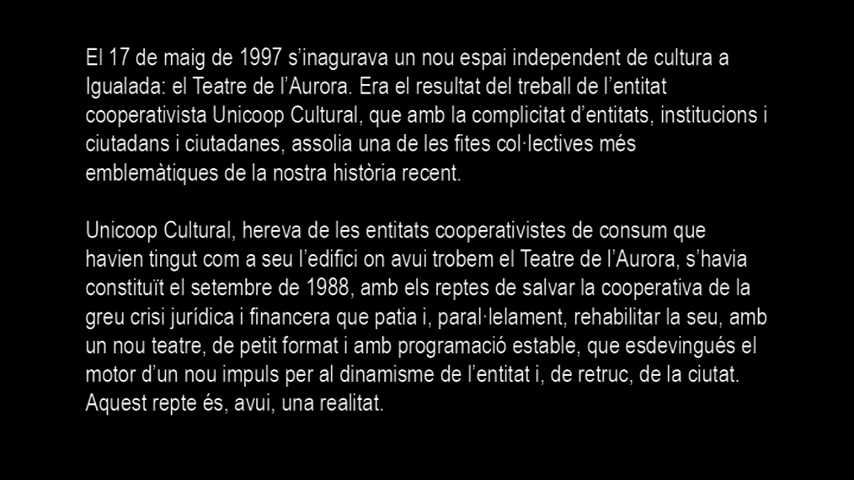 El 17 de maig de 1997 s'inagurava un nou espai independent de cultura a
Igualada: el Teatre de l'Aurora. Era el resultat del treball de l'entitat
cooperativista Unicoop Cultural, que amb la complicitat d'entitats, institucions i
ciutadans i ciutadanes, assolia una de les fites col·lectives més
emblemàtiques de la nostra història recent.
Unicoop Cultural, hereva de les entitats cooperativistes de consum que
havien tingut com a seu l'edifici on avui trobem el Teatre de l'Aurora, s'havia
constituït el setembre de 1988, amb els reptes de salvar la cooperativa de la
greu crisi jurídica i financera que patia i, paral·lelament, rehabilitar la seu, amb
un nou teatre, de petit format i amb programació estable, que esdevingués el
motor d'un nou impuls per al dinamisme de l'entitat i, de retruc, de la ciutat.
Aquest repte és, avui, una realitat.